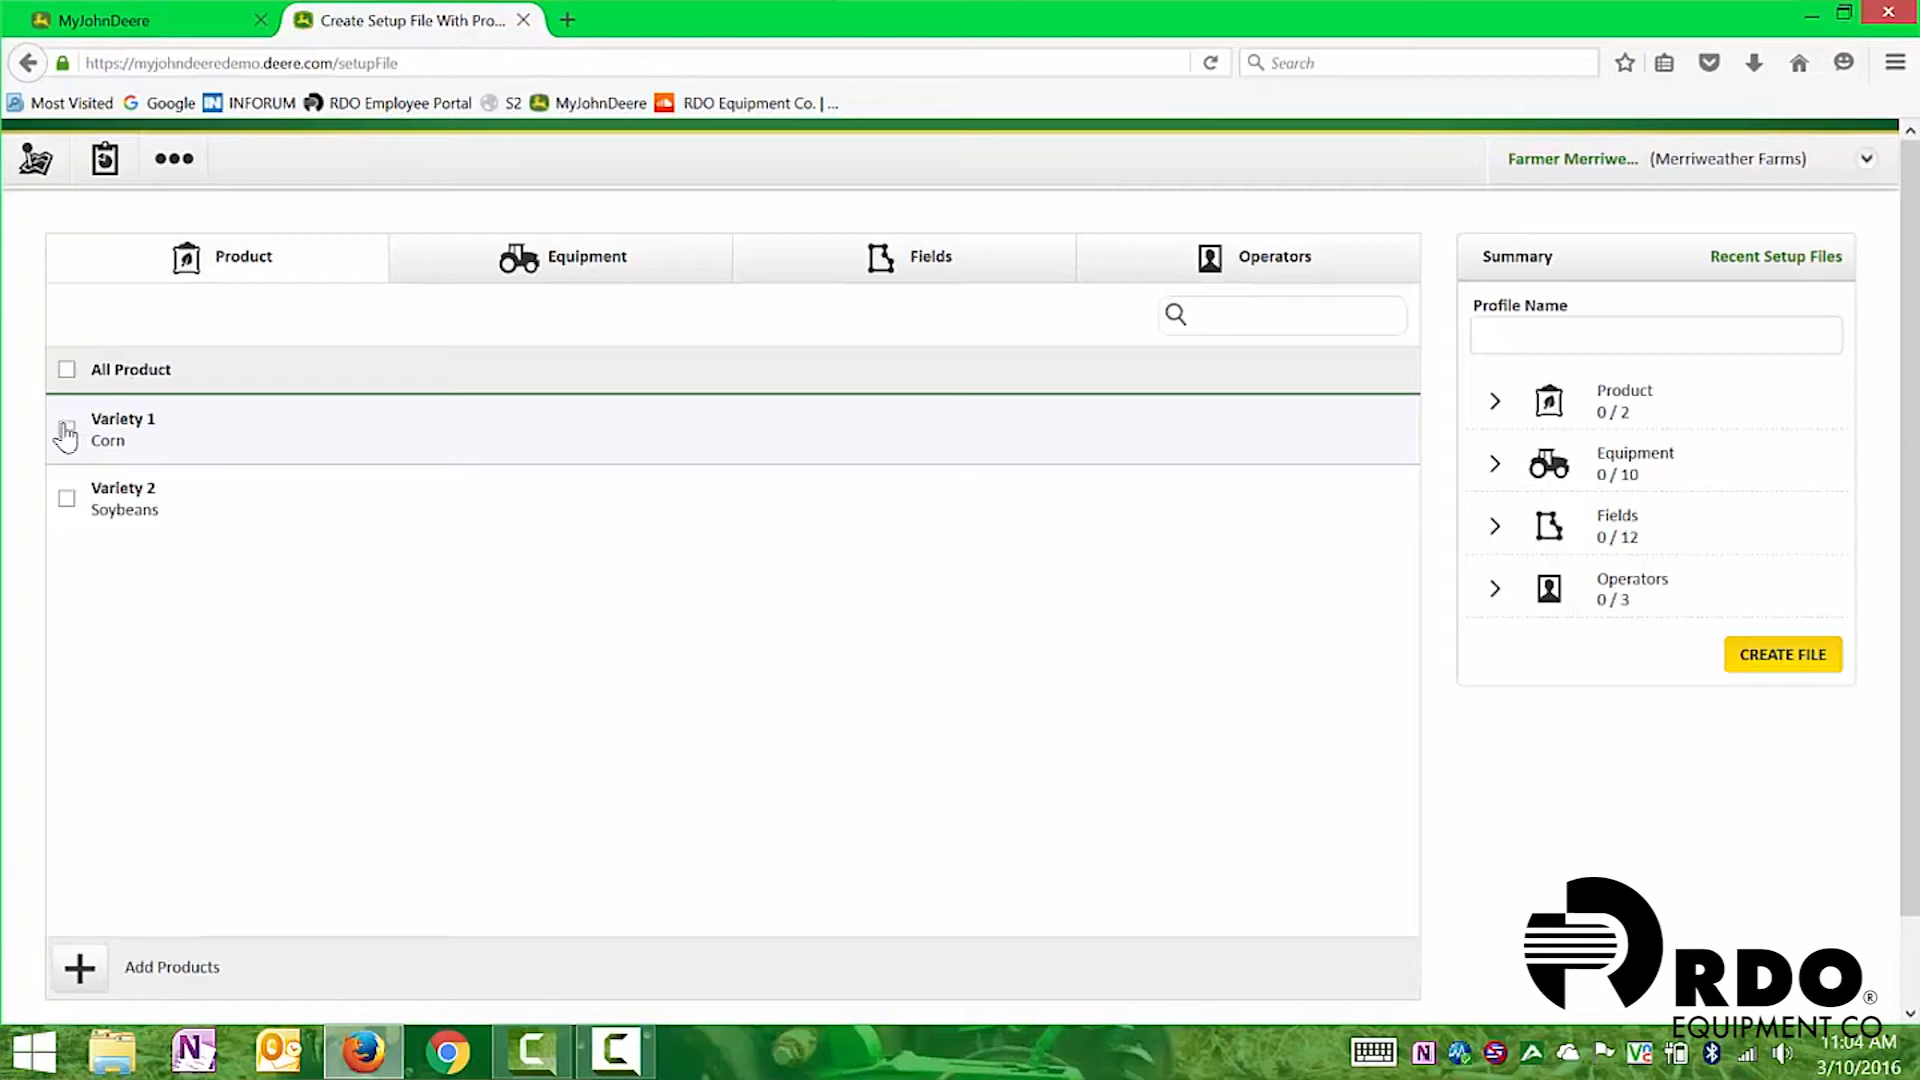 MyJohnDeere
Create Setup File With Pro...
https://myjohndeeredemo.deere.com/setupFile
Search
Most Visited
Google
INFORUM
RDO Employee Portal
S2
MyJohnDeere
RDO Equipment Co. | ...
Farmer Merriwe... (Merriweather Farms)
Product
Equipment
Fields
Operators
All Product
Variety 1
Corn
Variety 2
Soybeans
Add Products
Summary
Recent Setup Files
Profile Name
Product
0 / 2
Equipment
0 / 10
Fields
0 / 12
Operators
0 / 3
CREATE FILE
RDO®
EQUIPMENT CO.
11:04 AM
3/10/2016